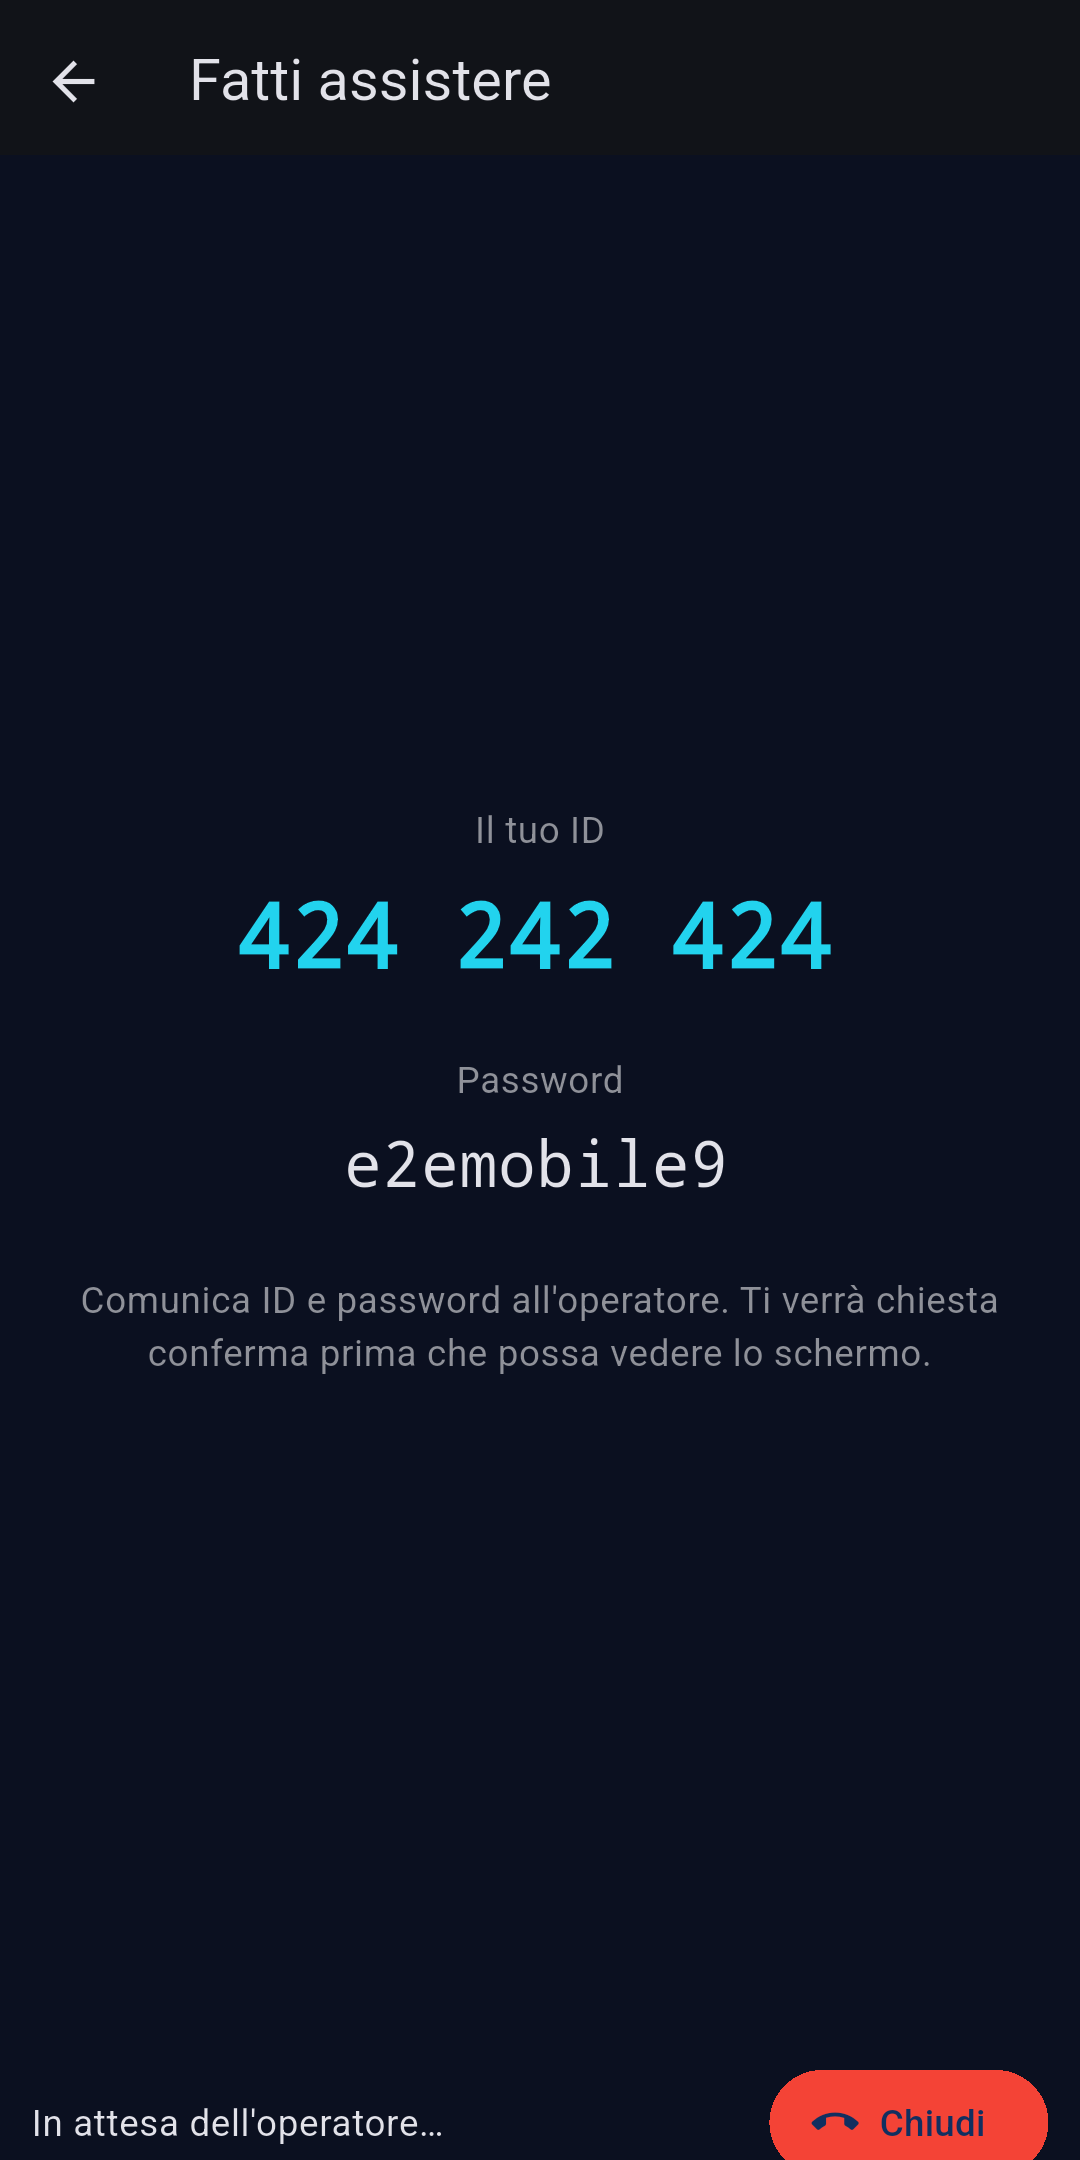 Fatti assistere
Il tuo ID
424 242 424
Password
e2emobile9
Comunica ID e password all'operatore. Ti verrà chiesta
conferma prima che possa vedere lo schermo.
In attesa dell'operatore…
Chiudi